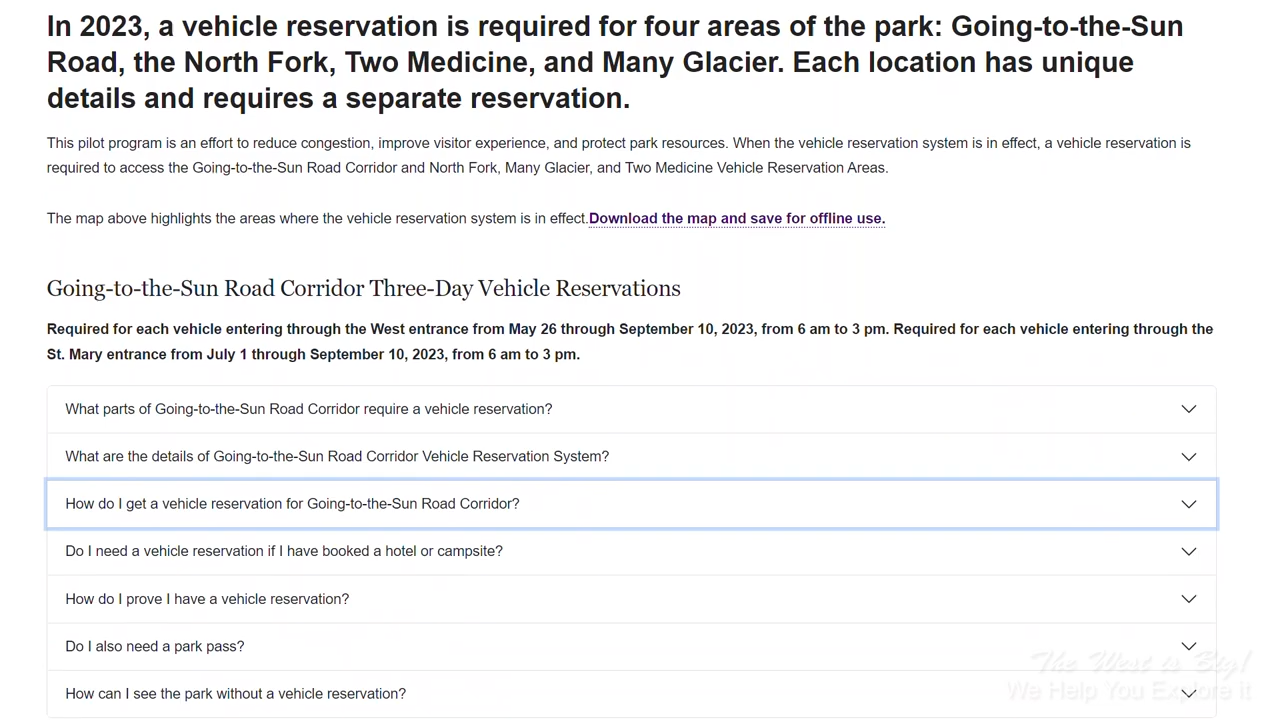 In 2023, a vehicle reservation is required for four areas of the park: Going-to-the-Sun
Road, the North Fork, Two Medicine, and Many Glacier. Each location has unique
details and requires a separate reservation.
This pilot program is an effort to reduce congestion, improve visitor experience, and protect park resources. When the vehicle reservation system is in effect, a vehicle reservation is
required to access the Going-to-the-Sun Road Corridor and North Fork, Many Glacier, and Two Medicine Vehicle Reservation Areas.
The map above highlights the areas where the vehicle reservation system is in effect.Download the map and save for offline use.
Going-to-the-Sun Road Corridor Three-Day Vehicle Reservations
Required for each vehicle entering through the West entrance from May 26 through September 10, 2023, from 6 am to 3 pm. Required for each vehicle entering through the
St. Mary entrance from July 1 through September 10, 2023, from 6 am to 3 pm.
What parts of Going-to-the-Sun Road Corridor require a vehicle reservation?
What are the details of Going-to-the-Sun Road Corridor Vehicle Reservation System?
How do I get a vehicle reservation for Going-to-the-Sun Road Corridor?
Do I need a vehicle reservation if I have booked a hotel or campsite?
How do I prove I have a vehicle reservation?
Do I also need a park pass?
How can I see the park without a vehicle reservation?
The West is Big!
We Help You Explore it